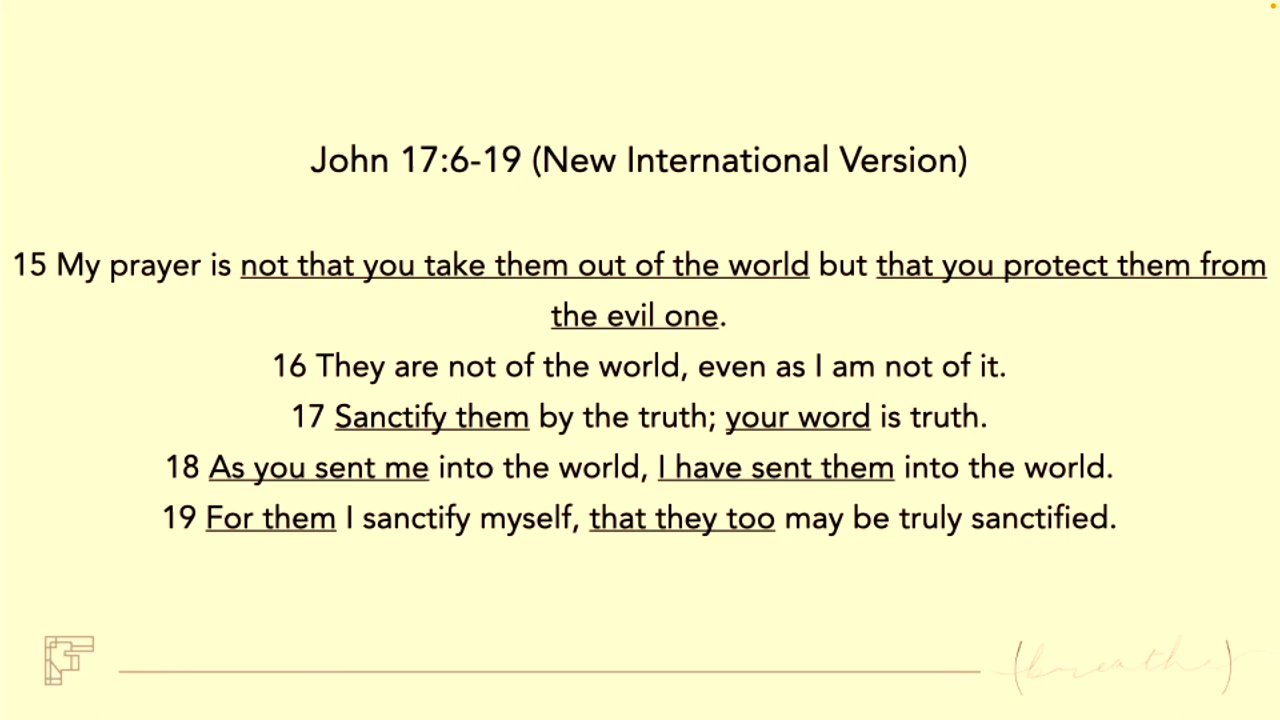 John 17:6-19 (New International Version)
15 My prayer is not that you take them out of the world but that you protect them from
the evil one.
16 They are not of the world, even as I am not of it.
17 Sanctify them by the truth; your word is truth.
18 As you sent me into the world, I have sent them into the world.
19 For them I sanctify myself, that they too may be truly sanctified.
(breathe)